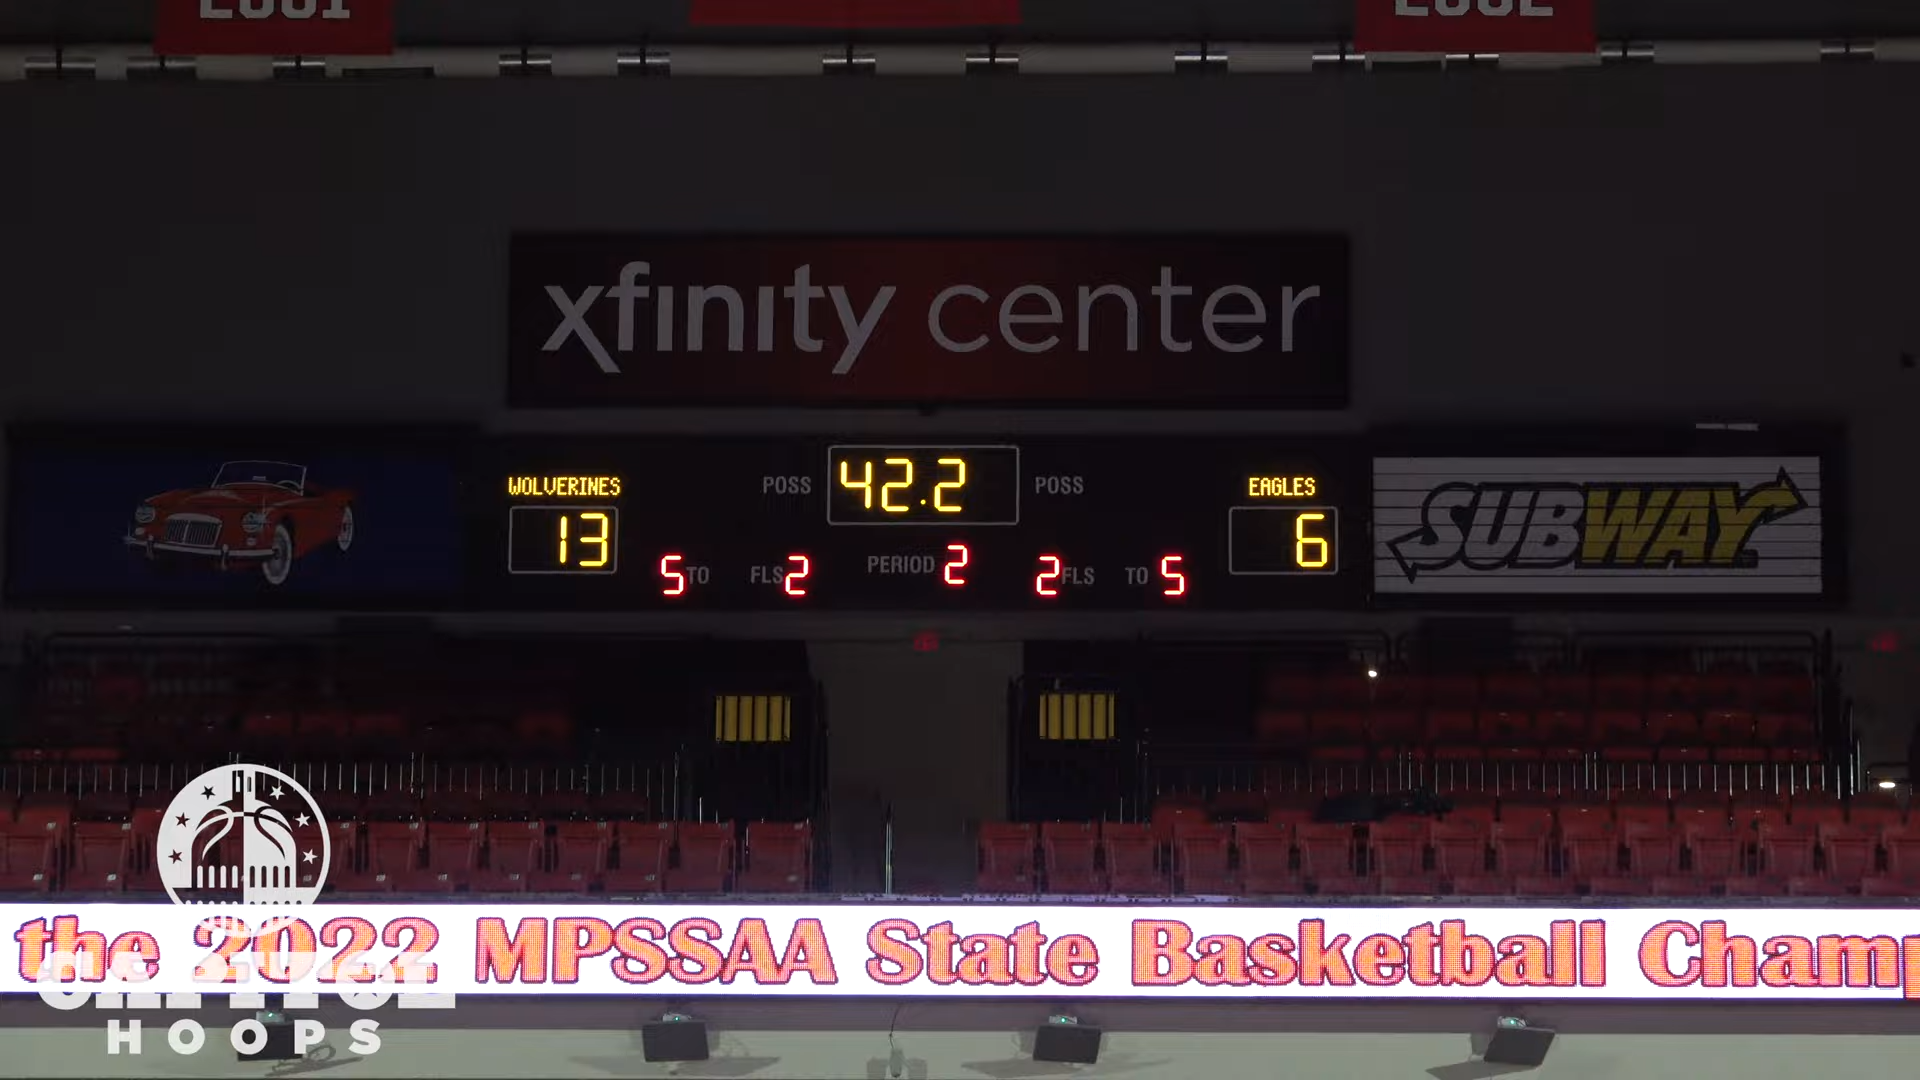 xfinity center
WOLVERINES
POSS
42.2
POSS
EAGLES
13
6
5 TO
FLS 2
PERIOD 2
2 FLS
TO 5
SUBWAY
the 2022 MPSSAA State Basketball Champ
CAPITOL
HOOPS